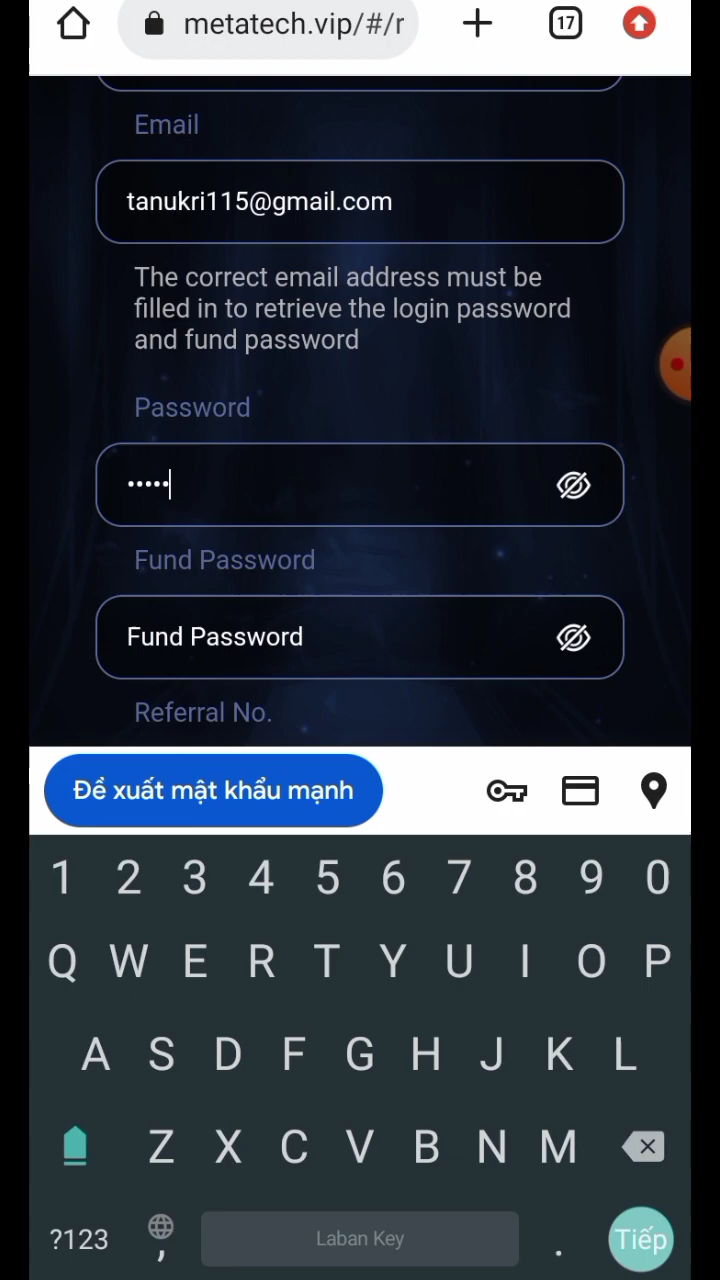 metatech.vip/#/r
17
Email
tanukri115@gmail.com
The correct email address must be
filled in to retrieve the login password
and fund password
Password
•••••
Fund Password
Fund Password
Referral No.
Đề xuất mật khẩu mạnh
1 2 3 4 5 6 7 8 9 0
Q W E R T Y U I O P
A S D F G H J K L
Z X C V B N M
?123 , Laban Key . Tiếp